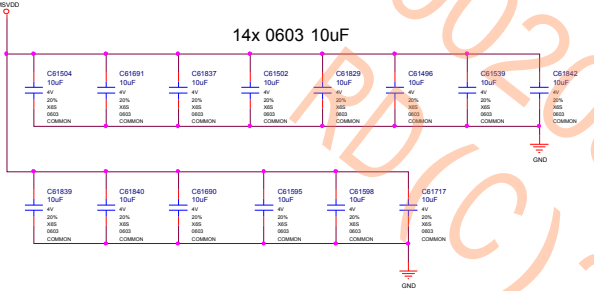 MSVDD
14x 0603 10uF
C61504 C61691 C61837 C61502 C61829 C61496 C61539 C61842
10uF 10uF 10uF 10uF 10uF 10uF 10uF 10uF
4V 4V 4V 4V 4V 4V 4V 4V
20% 20% 20% 20% 20% 20% 20% 20%
X6S X6S X6S X6S X6S X6S X6S X6S
0603 0603 0603 0603 0603 0603 0603 0603
COMMON COMMON COMMON COMMON COMMON COMMON COMMON COMMON
GND
C61839 C61840 C61690 C61595 C61598 C61717
10uF 10uF 10uF 10uF 10uF 10uF
4V 4V 4V 4V 4V 4V
20% 20% 20% 20% 20% 20%
X6S X6S X6S X6S X6S X6S
0603 0603 0603 0603 0603 0603
COMMON COMMON COMMON COMMON COMMON COMMON
GND
RD(C)